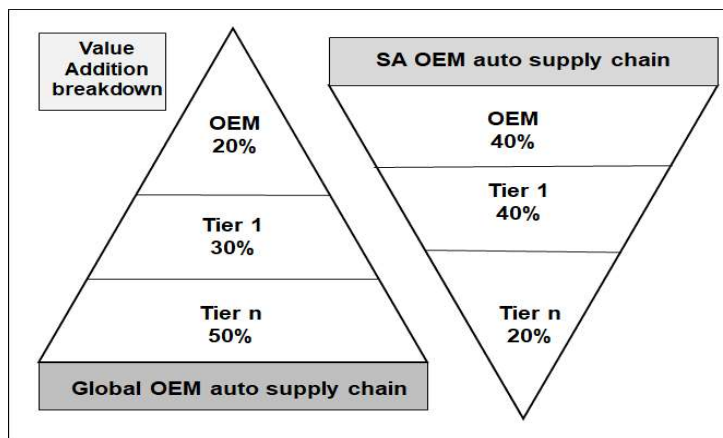 Value
Addition
breakdown
OEM
20%
Tier 1
30%
Tier n
50%
Global OEM auto supply chain
SA OEM auto supply chain
OEM
40%
Tier 1
40%
Tier n
20%